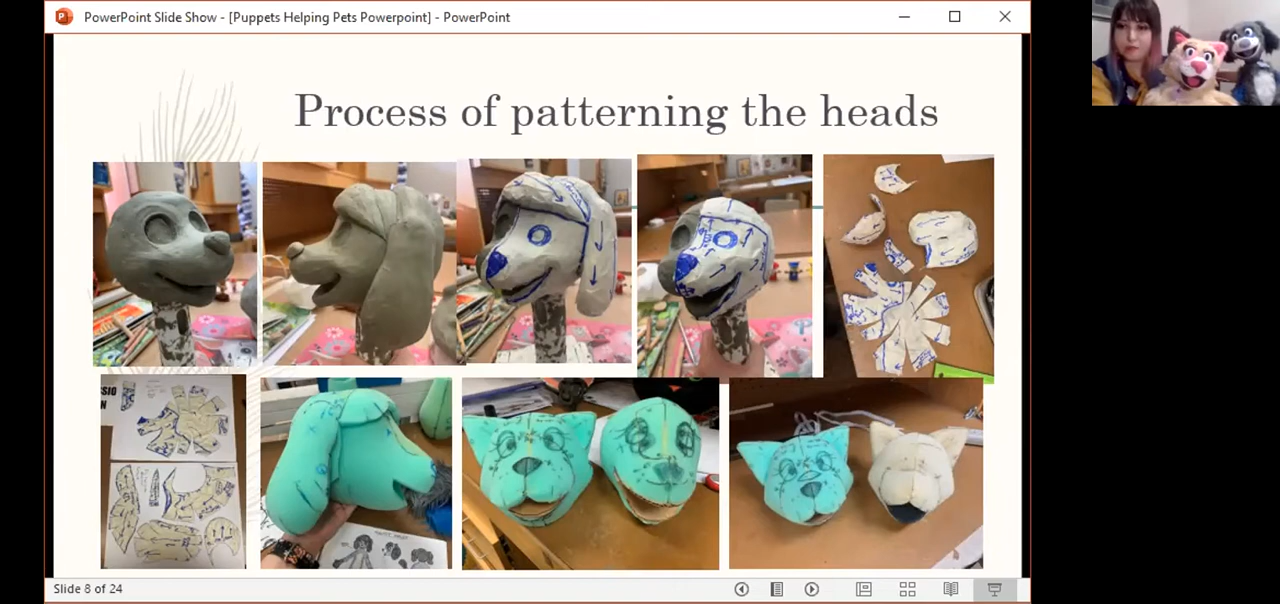 PowerPoint Slide Show - [Puppets Helping Pets Powerpoint] - PowerPoint
Process of patterning the heads
Slide 8 of 24